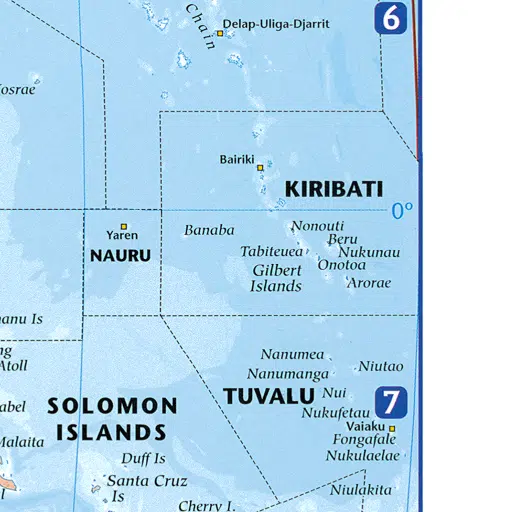 6
Chain
Delap-Uliga-Djarrit
Kosrae
Bairiki
KIRIBATI
0°
Banaba
Nonouti
Yaren
Beru
NAURU
Tabiteuea
Nukunau
Onotoa
Gilbert
Islands
Arorae
anu Is
ng
Atoll
Nanumea
Niutao
Nanumanga
TUVALU
Nui
7
abel
SOLOMON
ISLANDS
Nukufetau
Vaiaku
Malaita
Fongafale
Nukulaelae
Duff Is
Santa Cruz
Is
Niulakita
Cherry I.
l